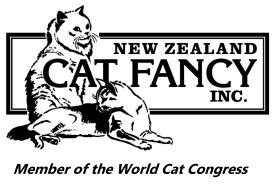 NEW ZEALAND
CAT FANCY
INC.
Member of the World Cat Congress